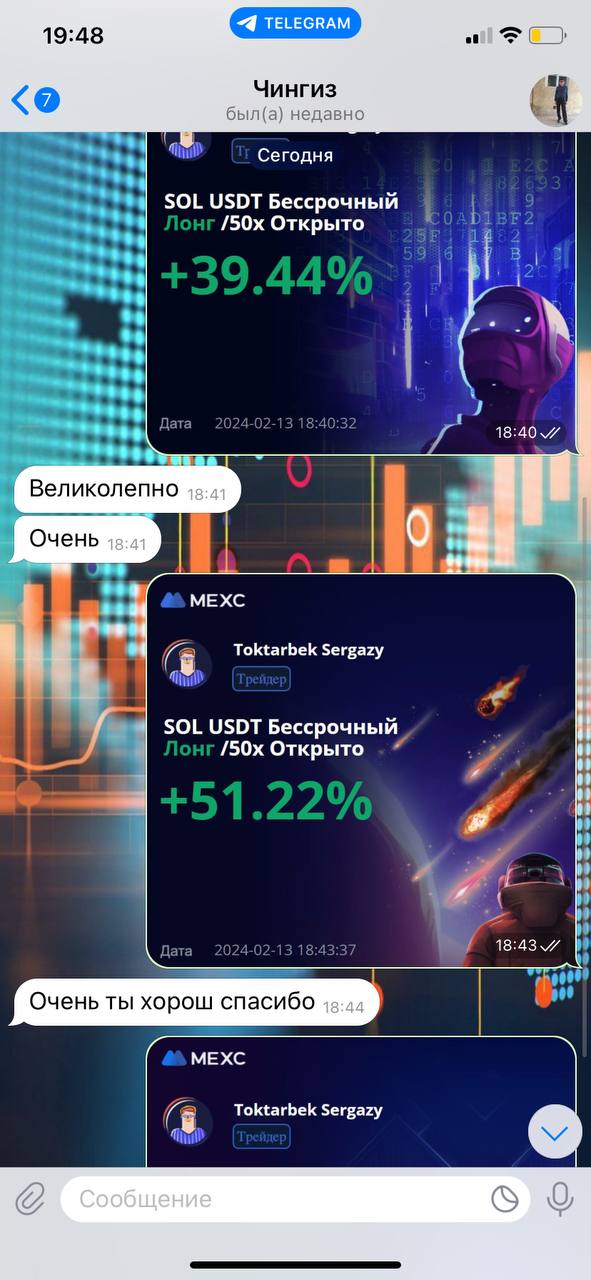 19:48
TELEGRAM
7
Чингиз
был(а) недавно
Сегодня
SOL USDT Бессрочный
Лонг /50x Открыто
+39.44%
Дата 2024-02-13 18:40:32
18:40
Великолепно 18:41
Очень 18:41
MEXC
Toktarbek Sergazy
Трейдер
SOL USDT Бессрочный
Лонг /50x Открыто
+51.22%
Дата 2024-02-13 18:43:37
18:43
Очень ты хорош спасибо 18:44
MEXC
Toktarbek Sergazy
Трейдер
Сообщение